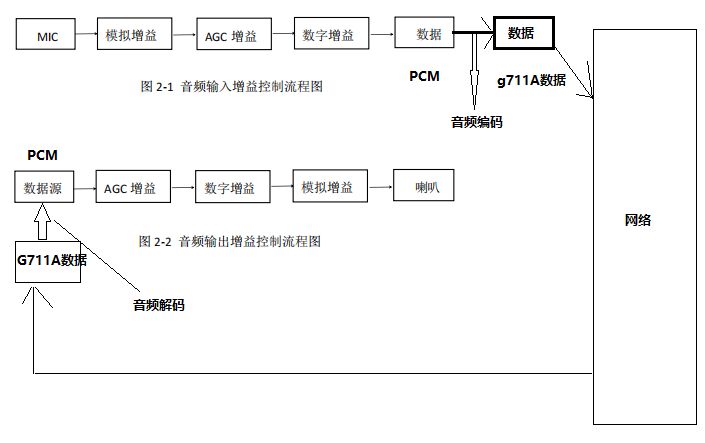 MIC
模拟增益
AGC 增益
数字增益
数据
数据
PCM
g711A数据
图 2-1 音频输入增益控制流程图
音频编码
PCM
数据源
AGC 增益
数字增益
模拟增益
喇叭
网络
图 2-2 音频输出增益控制流程图
G711A数据
音频解码